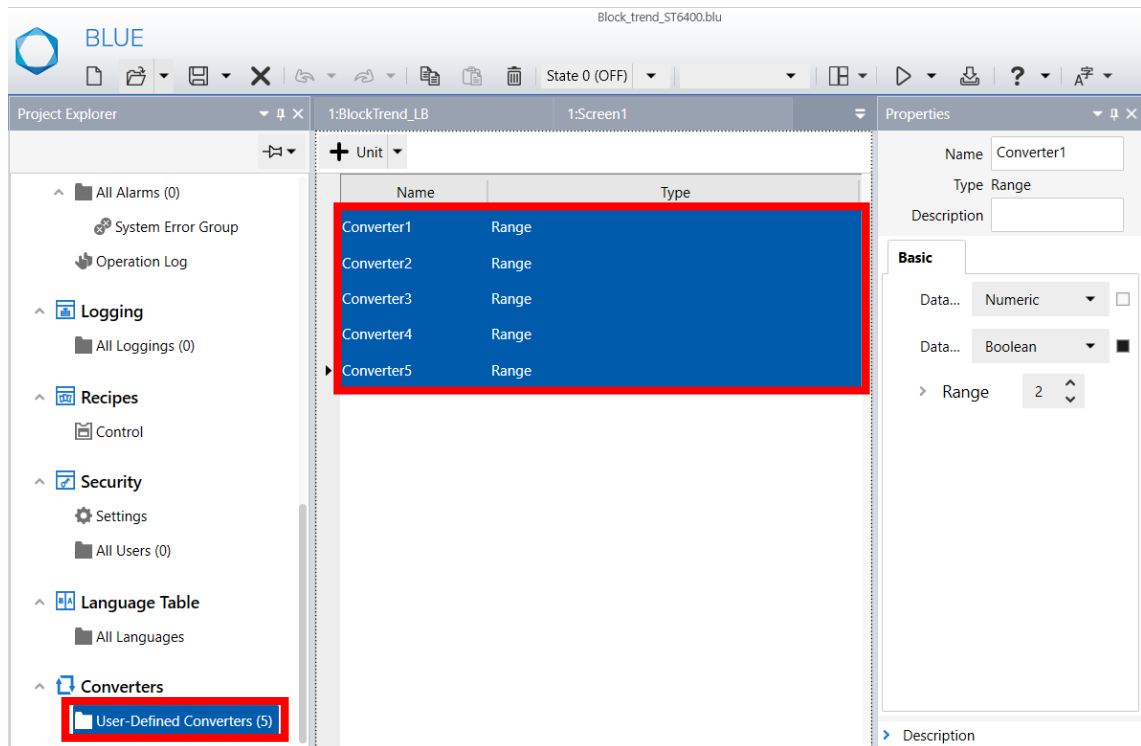 Block_trend_ST6400.blu
BLUE
State 0 (OFF)
?
A字
Project Explorer
1:BlockTrend_LB
1:Screen1
Properties
Unit
Name
Converter1
Type
Range
Description
All Alarms (0)
System Error Group
Operation Log
Logging
All Loggings (0)
Recipes
Control
Security
Settings
All Users (0)
Language Table
All Languages
Converters
User-Defined Converters (5)
Name Type
Converter1 Range
Converter2 Range
Converter3 Range
Converter4 Range
Converter5 Range
Basic
Data... Numeric
Data... Boolean
Range 2
Description